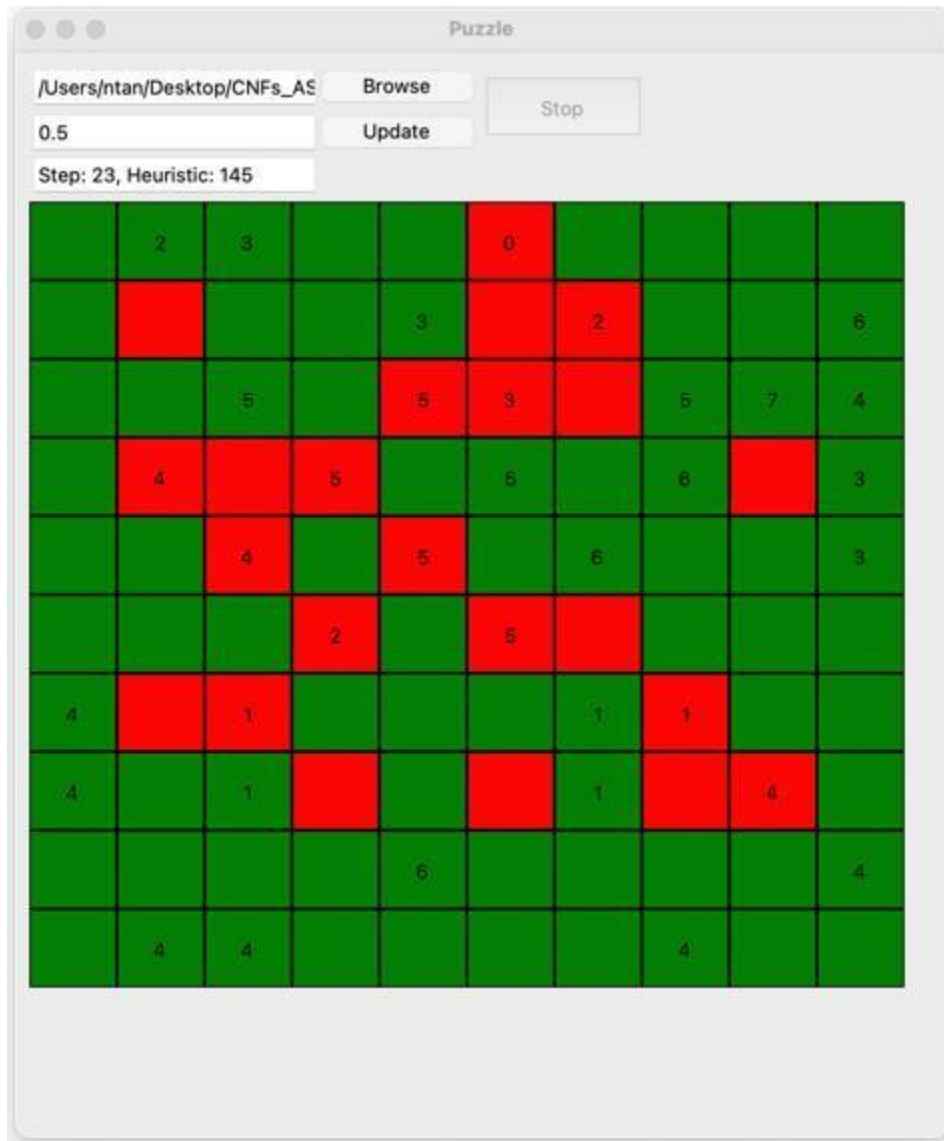 Puzzle
/Users/ntan/Desktop/CNFs_AS Browse
Stop
0.5 Update
Step: 23, Heuristic: 145
2 3 0
3 2 6
5 5 3 5 7 4
4 5 5 6 3
4 5 6 3
2 5
4 1 1 1
4 1 1 4
6 4
4 4 4